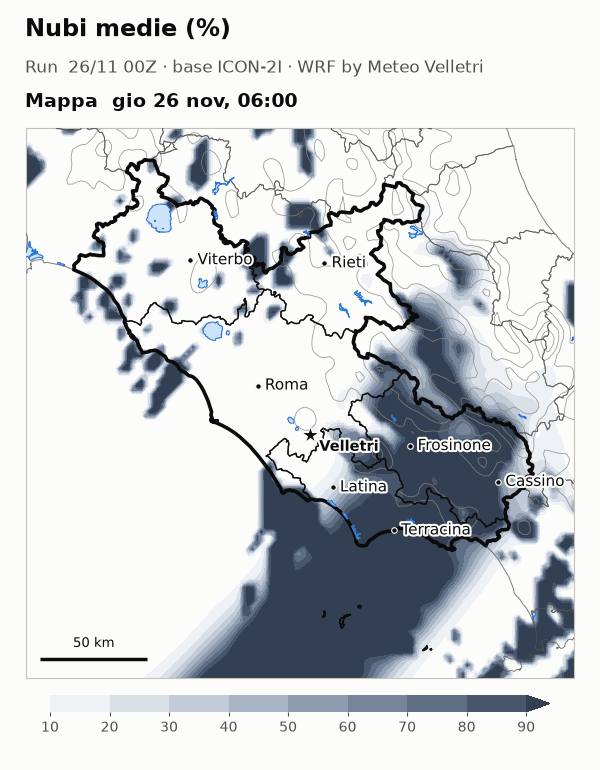 Nubi medie (%)
Run  26/11 00Z · base ICON-2I · WRF by Meteo Velletri
Mappa  gio 26 nov, 06:00
Viterbo
Rieti
Roma
Velletri
Frosinone
Cassino
Latina
Terracina
50 km
10 20 30 40 50 60 70 80 90